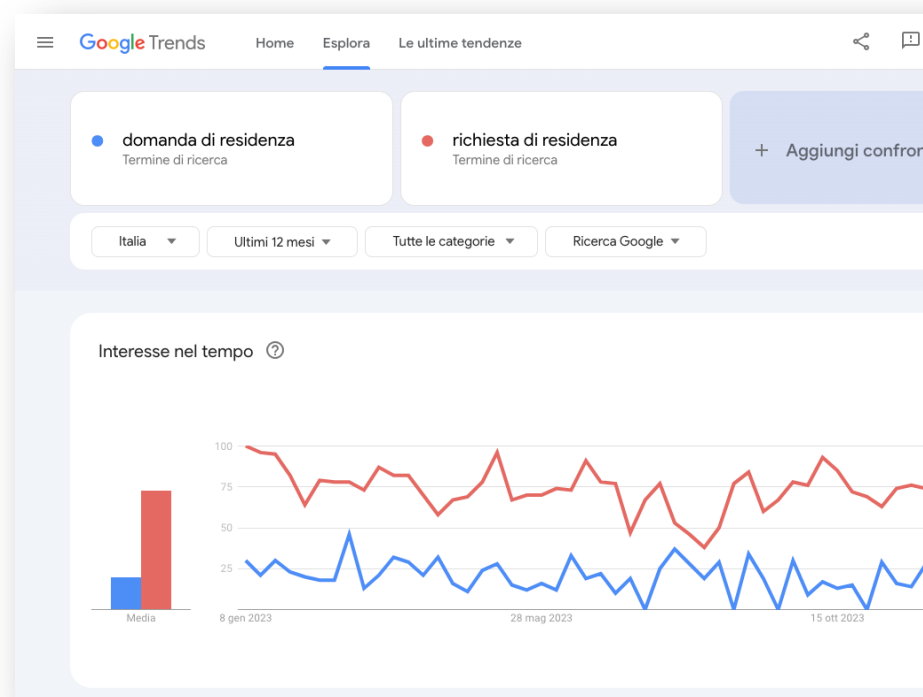 Google Trends Home Esplora Le ultime tendenze
domanda di residenza
Termine di ricerca
richiesta di residenza
Termine di ricerca
+ Aggiungi confron
Italia Ultimi 12 mesi Tutte le categorie Ricerca Google
Interesse nel tempo
100
75
50
25
Media
8 gen 2023 28 mag 2023 15 ott 2023